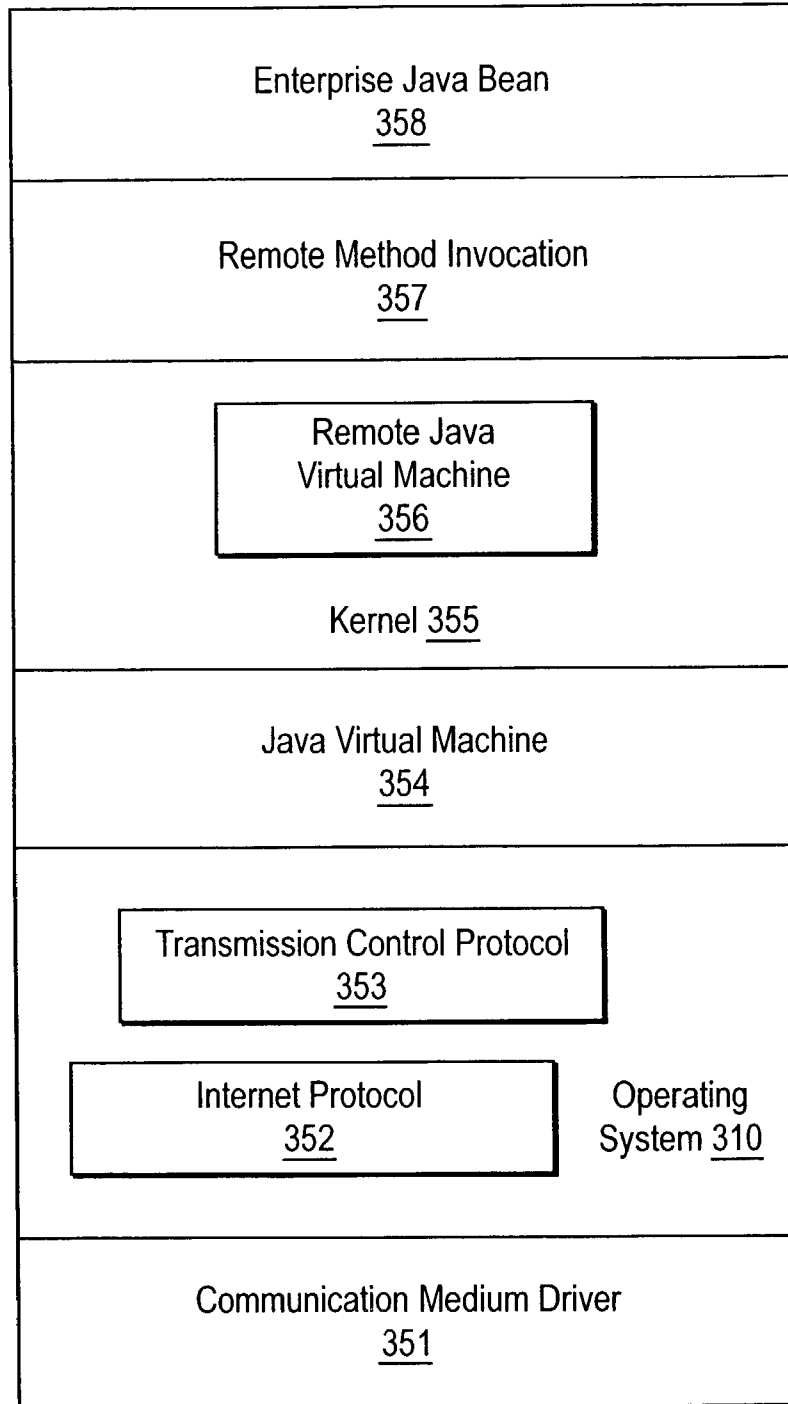 Enterprise Java Bean
358
Remote Method Invocation
357
Remote Java
Virtual Machine
356
Kernel 355
Java Virtual Machine
354
Transmission Control Protocol
353
Internet Protocol
352
Operating
System 310
Communication Medium Driver
351